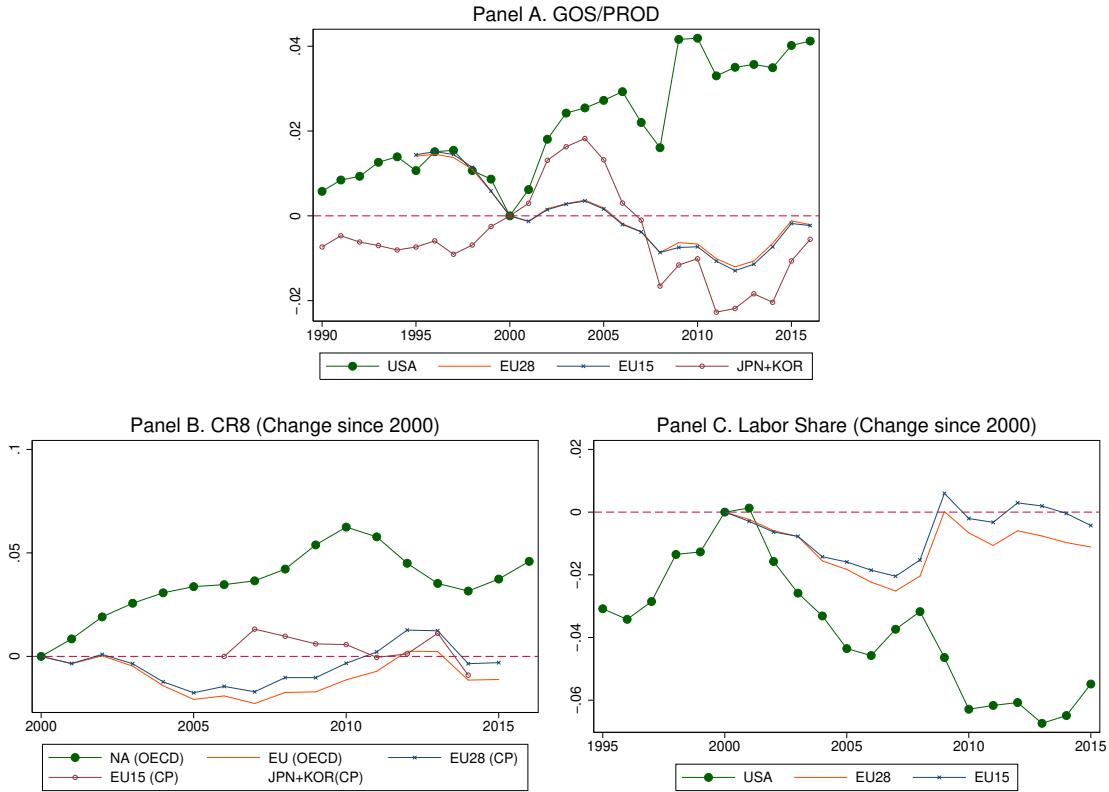 Panel A. GOS/PROD
.04
.02
0
-.02
1990 1995 2000 2005 2010 2015
USA EU28 EU15 JPN+KOR
Panel B. CR8 (Change since 2000)
.1
.05
0
2000 2005 2010 2015
NA (OECD) EU (OECD) EU28 (CP)
EU15 (CP) JPN+KOR(CP)
Panel C. Labor Share (Change since 2000)
.02
0
-.02
-.04
-.06
1995 2000 2005 2010 2015
USA EU28 EU15